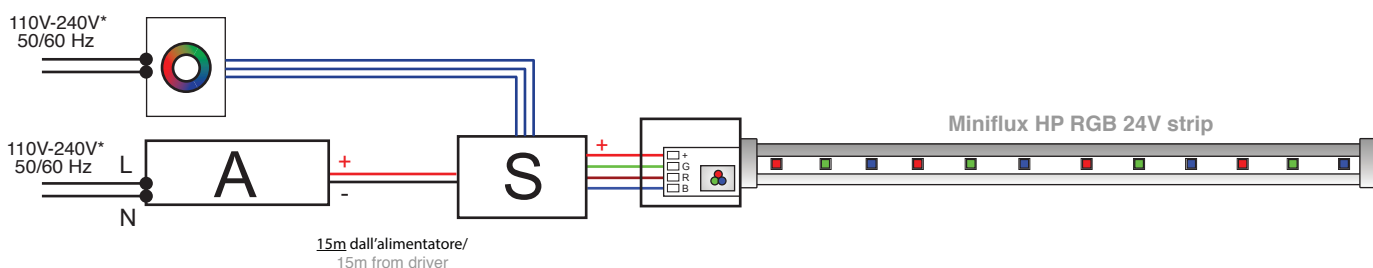 110V-240V*
50/60 Hz
Miniflux HP RGB 24V strip
110V-240V*
50/60 Hz
L
N
A
+
-
S
+
+
G
R
B
15m dall'alimentatore/
15m from driver